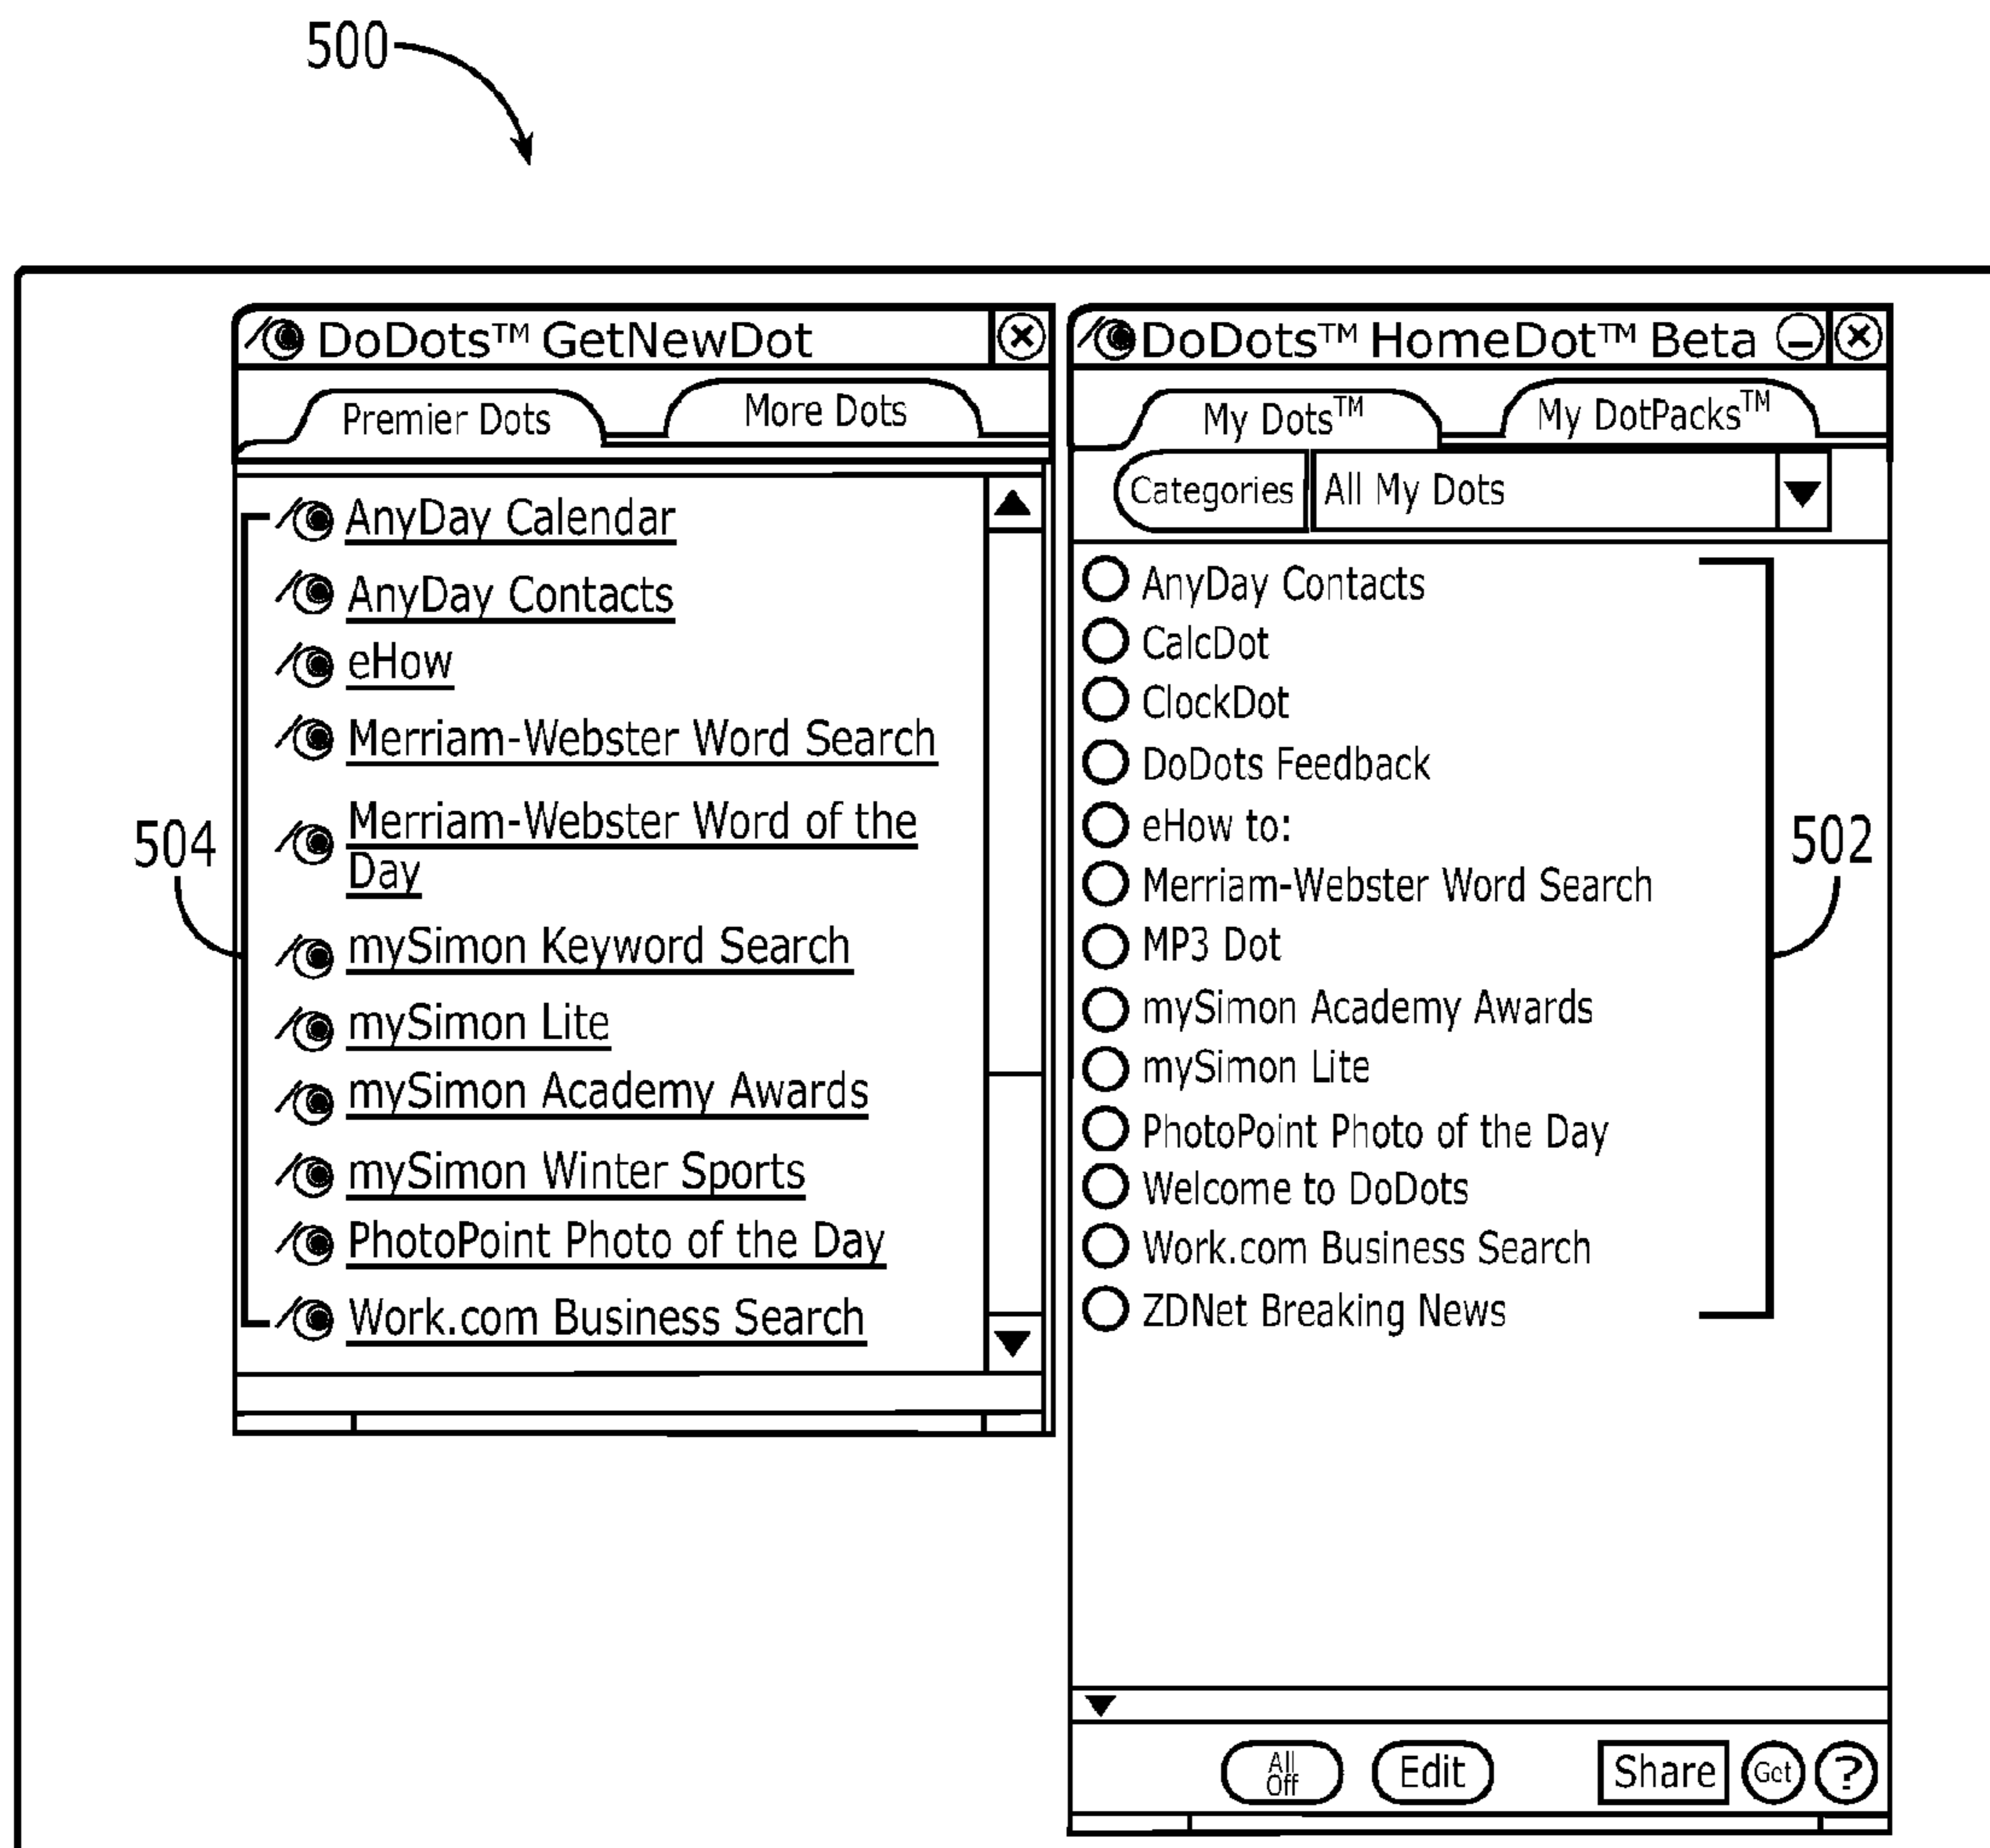 500
DoDots™ GetNewDot
Premier Dots
More Dots
AnyDay Calendar
AnyDay Contacts
eHow
Merriam-Webster Word Search
Merriam-Webster Word of the
Day
mySimon Keyword Search
mySimon Lite
mySimon Academy Awards
mySimon Winter Sports
PhotoPoint Photo of the Day
Work.com Business Search
504
DoDots™ HomeDot™ Beta
My Dots™
My DotPacks™
Categories
All My Dots
AnyDay Contacts
CalcDot
ClockDot
DoDots Feedback
eHow to:
Merriam-Webster Word Search
MP3 Dot
mySimon Academy Awards
mySimon Lite
PhotoPoint Photo of the Day
Welcome to DoDots
Work.com Business Search
ZDNet Breaking News
502
All
Off
Edit
Share
Get
?